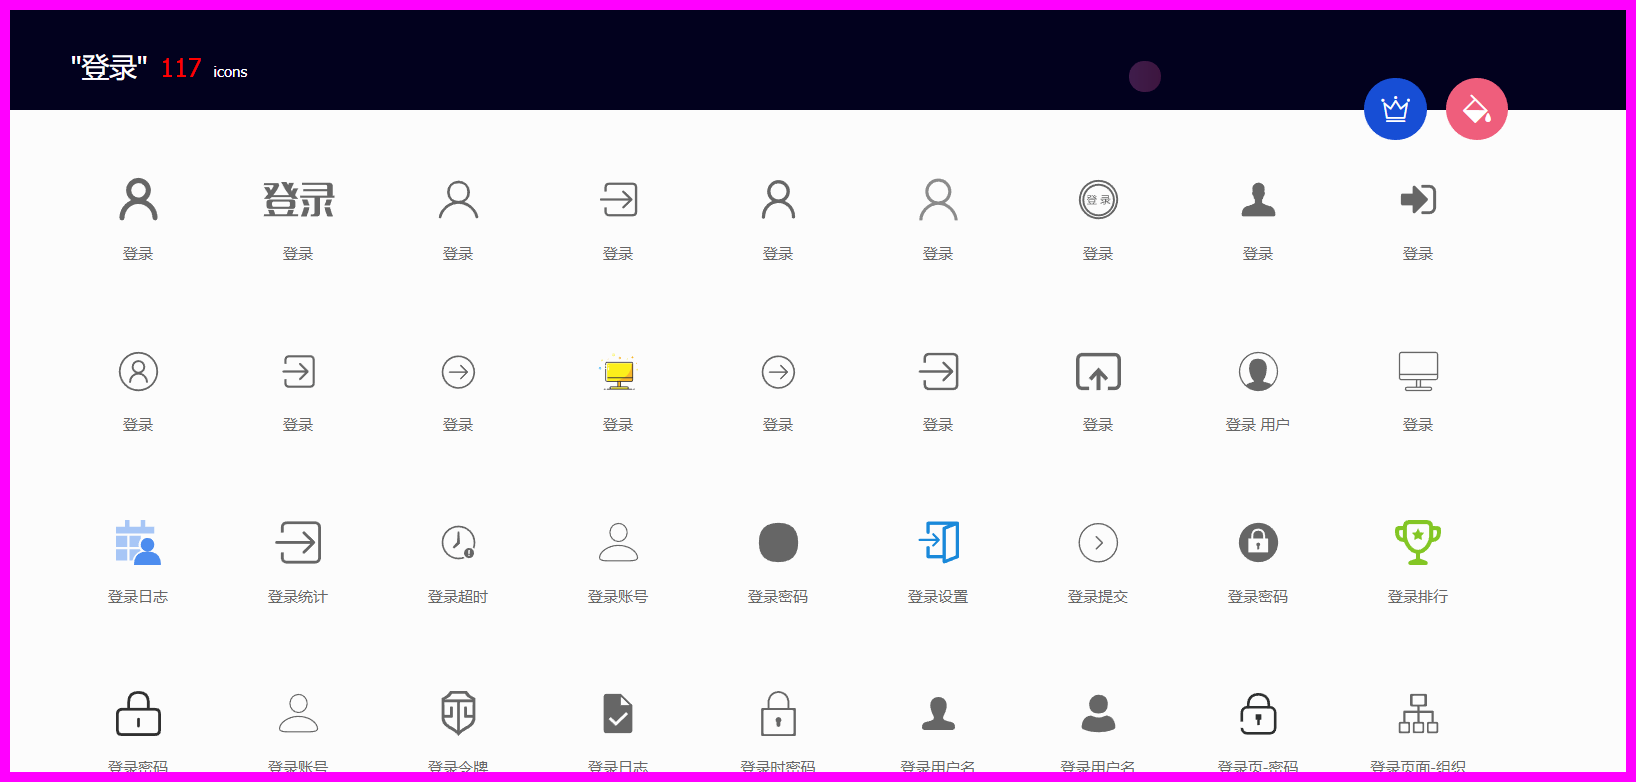 "登录" 117 icons
登录
登 录
登录 登录 登录 登录 登录 登录 登录 登录 登录
登录 登录 登录 登录 登录 登录 登录 登录 用户 登录
登录日志 登录统计 登录超时 登录账号 登录密码 登录设置 登录提交 登录密码 登录排行
登录密码 登录账号 登录令牌 登录日志 登录时密码 登录用户名 登录用户名 登录页-密码 登录页面-组织